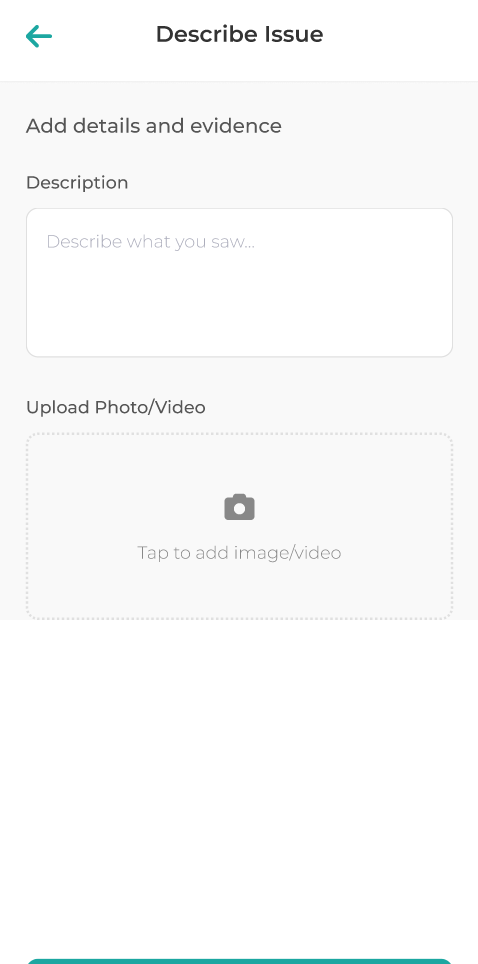 Describe Issue
Add details and evidence
Description
Describe what you saw...
Upload Photo/Video
Tap to add image/video